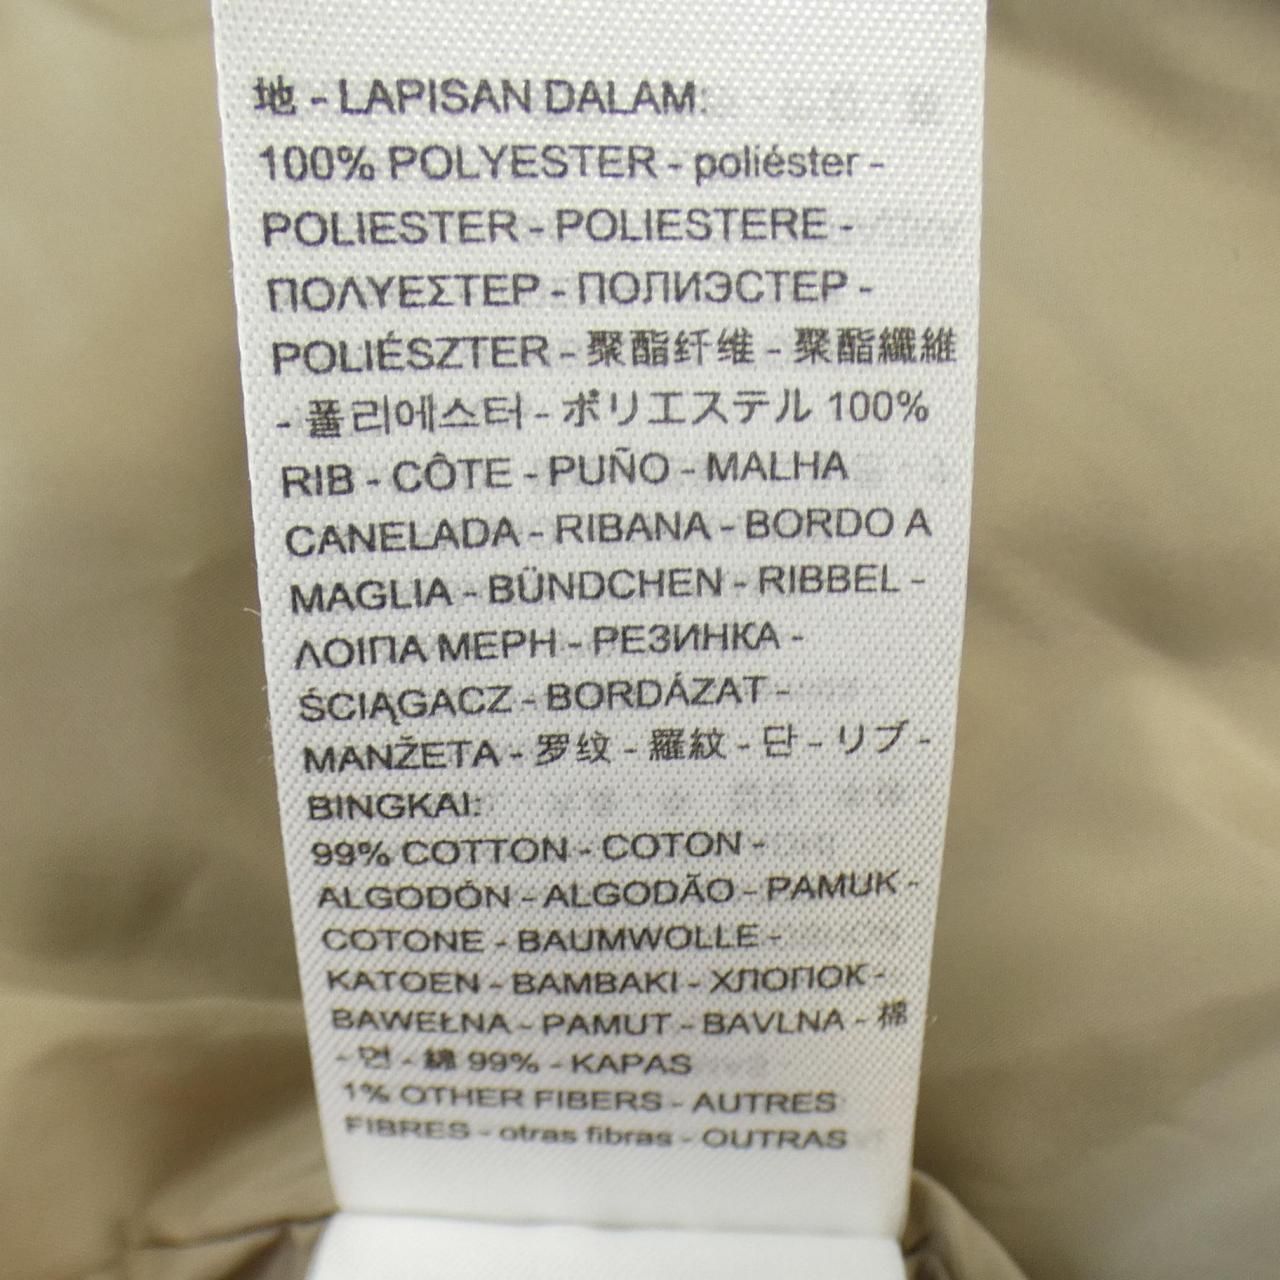 地 - LAPISAN DALAM:
100% POLYESTER - poliéster -
POLIESTER - POLIESTERE -
ΠΟΛΥΕΣΤΕΡ - ПОЛИЭСТЕР -
POLIÉSZTER - 聚酯纤维 - 聚酯纖維
- 폴리에스터 - ポリエステル 100%
RIB - CÔTE - PUÑO - MALHA
CANELADA - RIBANA - BORDO A
MAGLIA - BÜNDCHEN - RIBBEL -
ΛΟΙΠΑ ΜΕΡΗ - РЕЗИНКА -
ŚCIĄGACZ - BORDÁZAT -
MANŽETA - 罗纹 - 羅紋 - 단 - リブ -
BINGKAI:
99% COTTON - COTON -
ALGODÓN - ALGODÃO - PAMUK -
COTONE - BAUMWOLLE -
KATOEN - BAMBAKI - ХЛОПОК -
BAWEŁNA - PAMUT - BAVLNA - 棉
- 면 - 綿 99% - KAPAS
1% OTHER FIBERS - AUTRES
FIBRES - otras fibras - OUTRAS